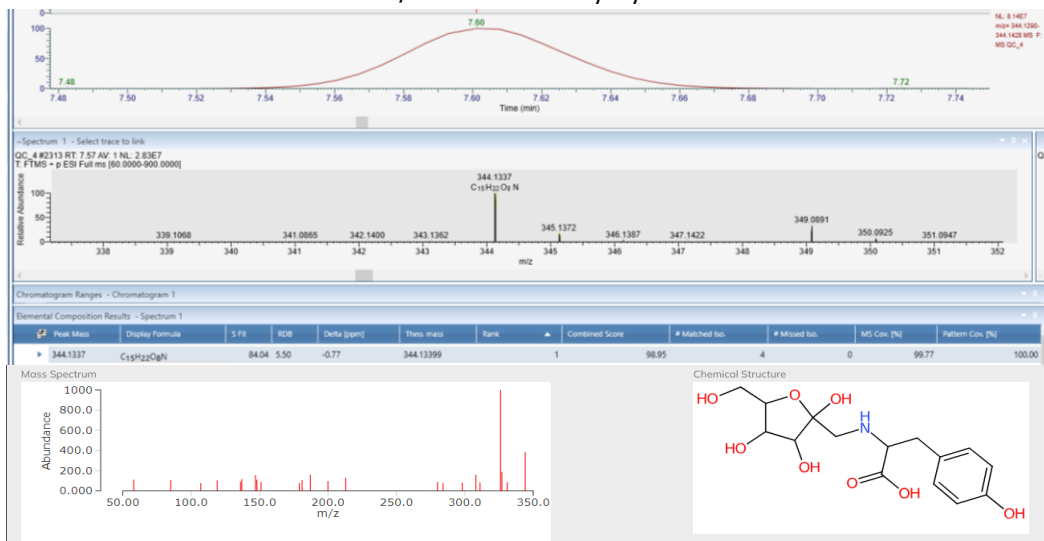 7.60
NL: 8.14E7
m/z= 344.1290-
344.1428 MS F:
MS QC_4
100
50
0
7.48
7.72
7.48 7.50 7.52 7.54 7.56 7.58 7.60 7.62 7.64 7.66 7.68 7.70 7.72 7.74
Time (min)
Spectrum 1 - Select trace to link
QC_4 #2313 RT: 7.57 AV: 1 NL: 2.83E7
T: FTMS + p ESI Full ms [60.0000-900.0000]
Relative Abundance
100
50
0
344.1337
C₁₅H₂₂O₈N
339.1068 341.0865 342.1400 343.1362 345.1372 346.1387 347.1422 349.0891 350.0925 351.0947
338 339 340 341 342 343 344 345 346 347 348 349 350 351 352
m/z
Chromatogram Ranges - Chromatogram 1
Elemental Composition Results - Spectrum 1
Peak Mass Display Formula S Fit RDB Delta [ppm] Theo. mass Rank Combined Score # Matched Iso. # Missed Iso. MS Cov. [%] Pattern Cov. [%]
344.1337 C₁₅H₂₂O₈N 84.04 5.50 -0.77 344.13399 1 98.95 4 0 99.77 100.00
Mass Spectrum
Chemical Structure
Abundance
1000
800.0
600.0
400.0
200.0
0.000
50.00 100.0 150.0 200.0 250.0 300.0 350.0
m/z
HO O OH
H
N
HO
OH
O
OH
OH